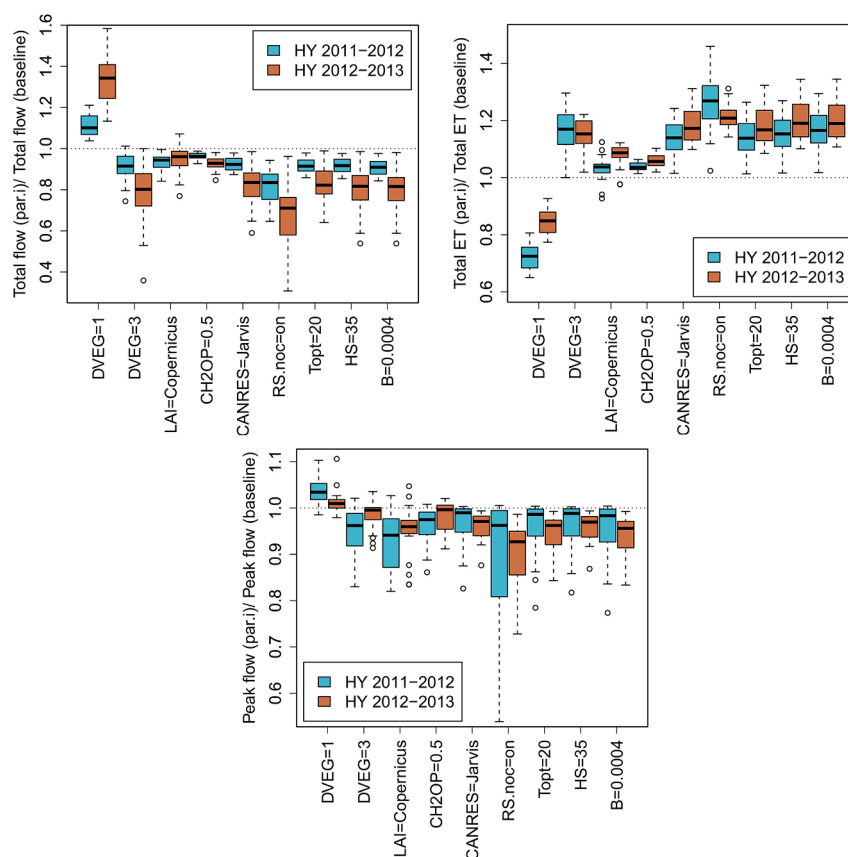 Total flow (par.i)/ Total flow (baseline)
1.6
1.4
1.2
1.0
0.8
0.6
0.4
HY 2011−2012
HY 2012−2013
DVEG=1
DVEG=3
LAI=Copernicus
CH2OP=0.5
CANRES=Jarvis
RS.noc=on
Topt=20
HS=35
B=0.0004
Total ET (par.i)/ Total ET (baseline)
1.4
1.2
1.0
0.8
0.6
HY 2011−2012
HY 2012−2013
DVEG=1
DVEG=3
LAI=Copernicus
CH2OP=0.5
CANRES=Jarvis
RS.noc=on
Topt=20
HS=35
B=0.0004
Peak flow (par.i)/ Peak flow (baseline)
1.1
1.0
0.9
0.8
0.7
0.6
HY 2011−2012
HY 2012−2013
DVEG=1
DVEG=3
LAI=Copernicus
CH2OP=0.5
CANRES=Jarvis
RS.noc=on
Topt=20
HS=35
B=0.0004